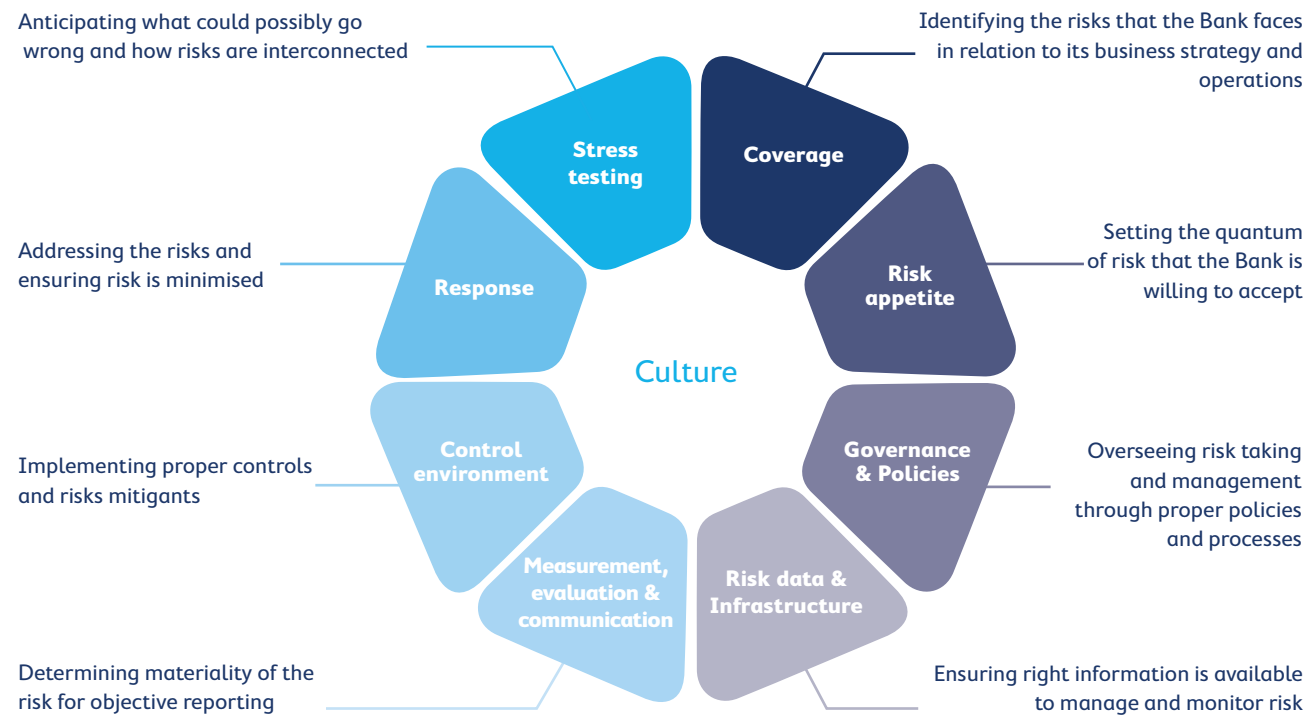 Anticipating what could possibly go
wrong and how risks are interconnected
Identifying the risks that the Bank faces
in relation to its business strategy and
operations
Stress
testing
Coverage
Addressing the risks and
ensuring risk is minimised
Response
Risk
appetite
Setting the quantum
of risk that the Bank is
willing to accept
Culture
Implementing proper controls
and risks mitigants
Control
environment
Governance
& Policies
Overseeing risk taking
and management
through proper policies
and processes
Measurement,
evaluation &
communication
Risk data &
Infrastructure
Determining materiality of the
risk for objective reporting
Ensuring right information is available
to manage and monitor risk